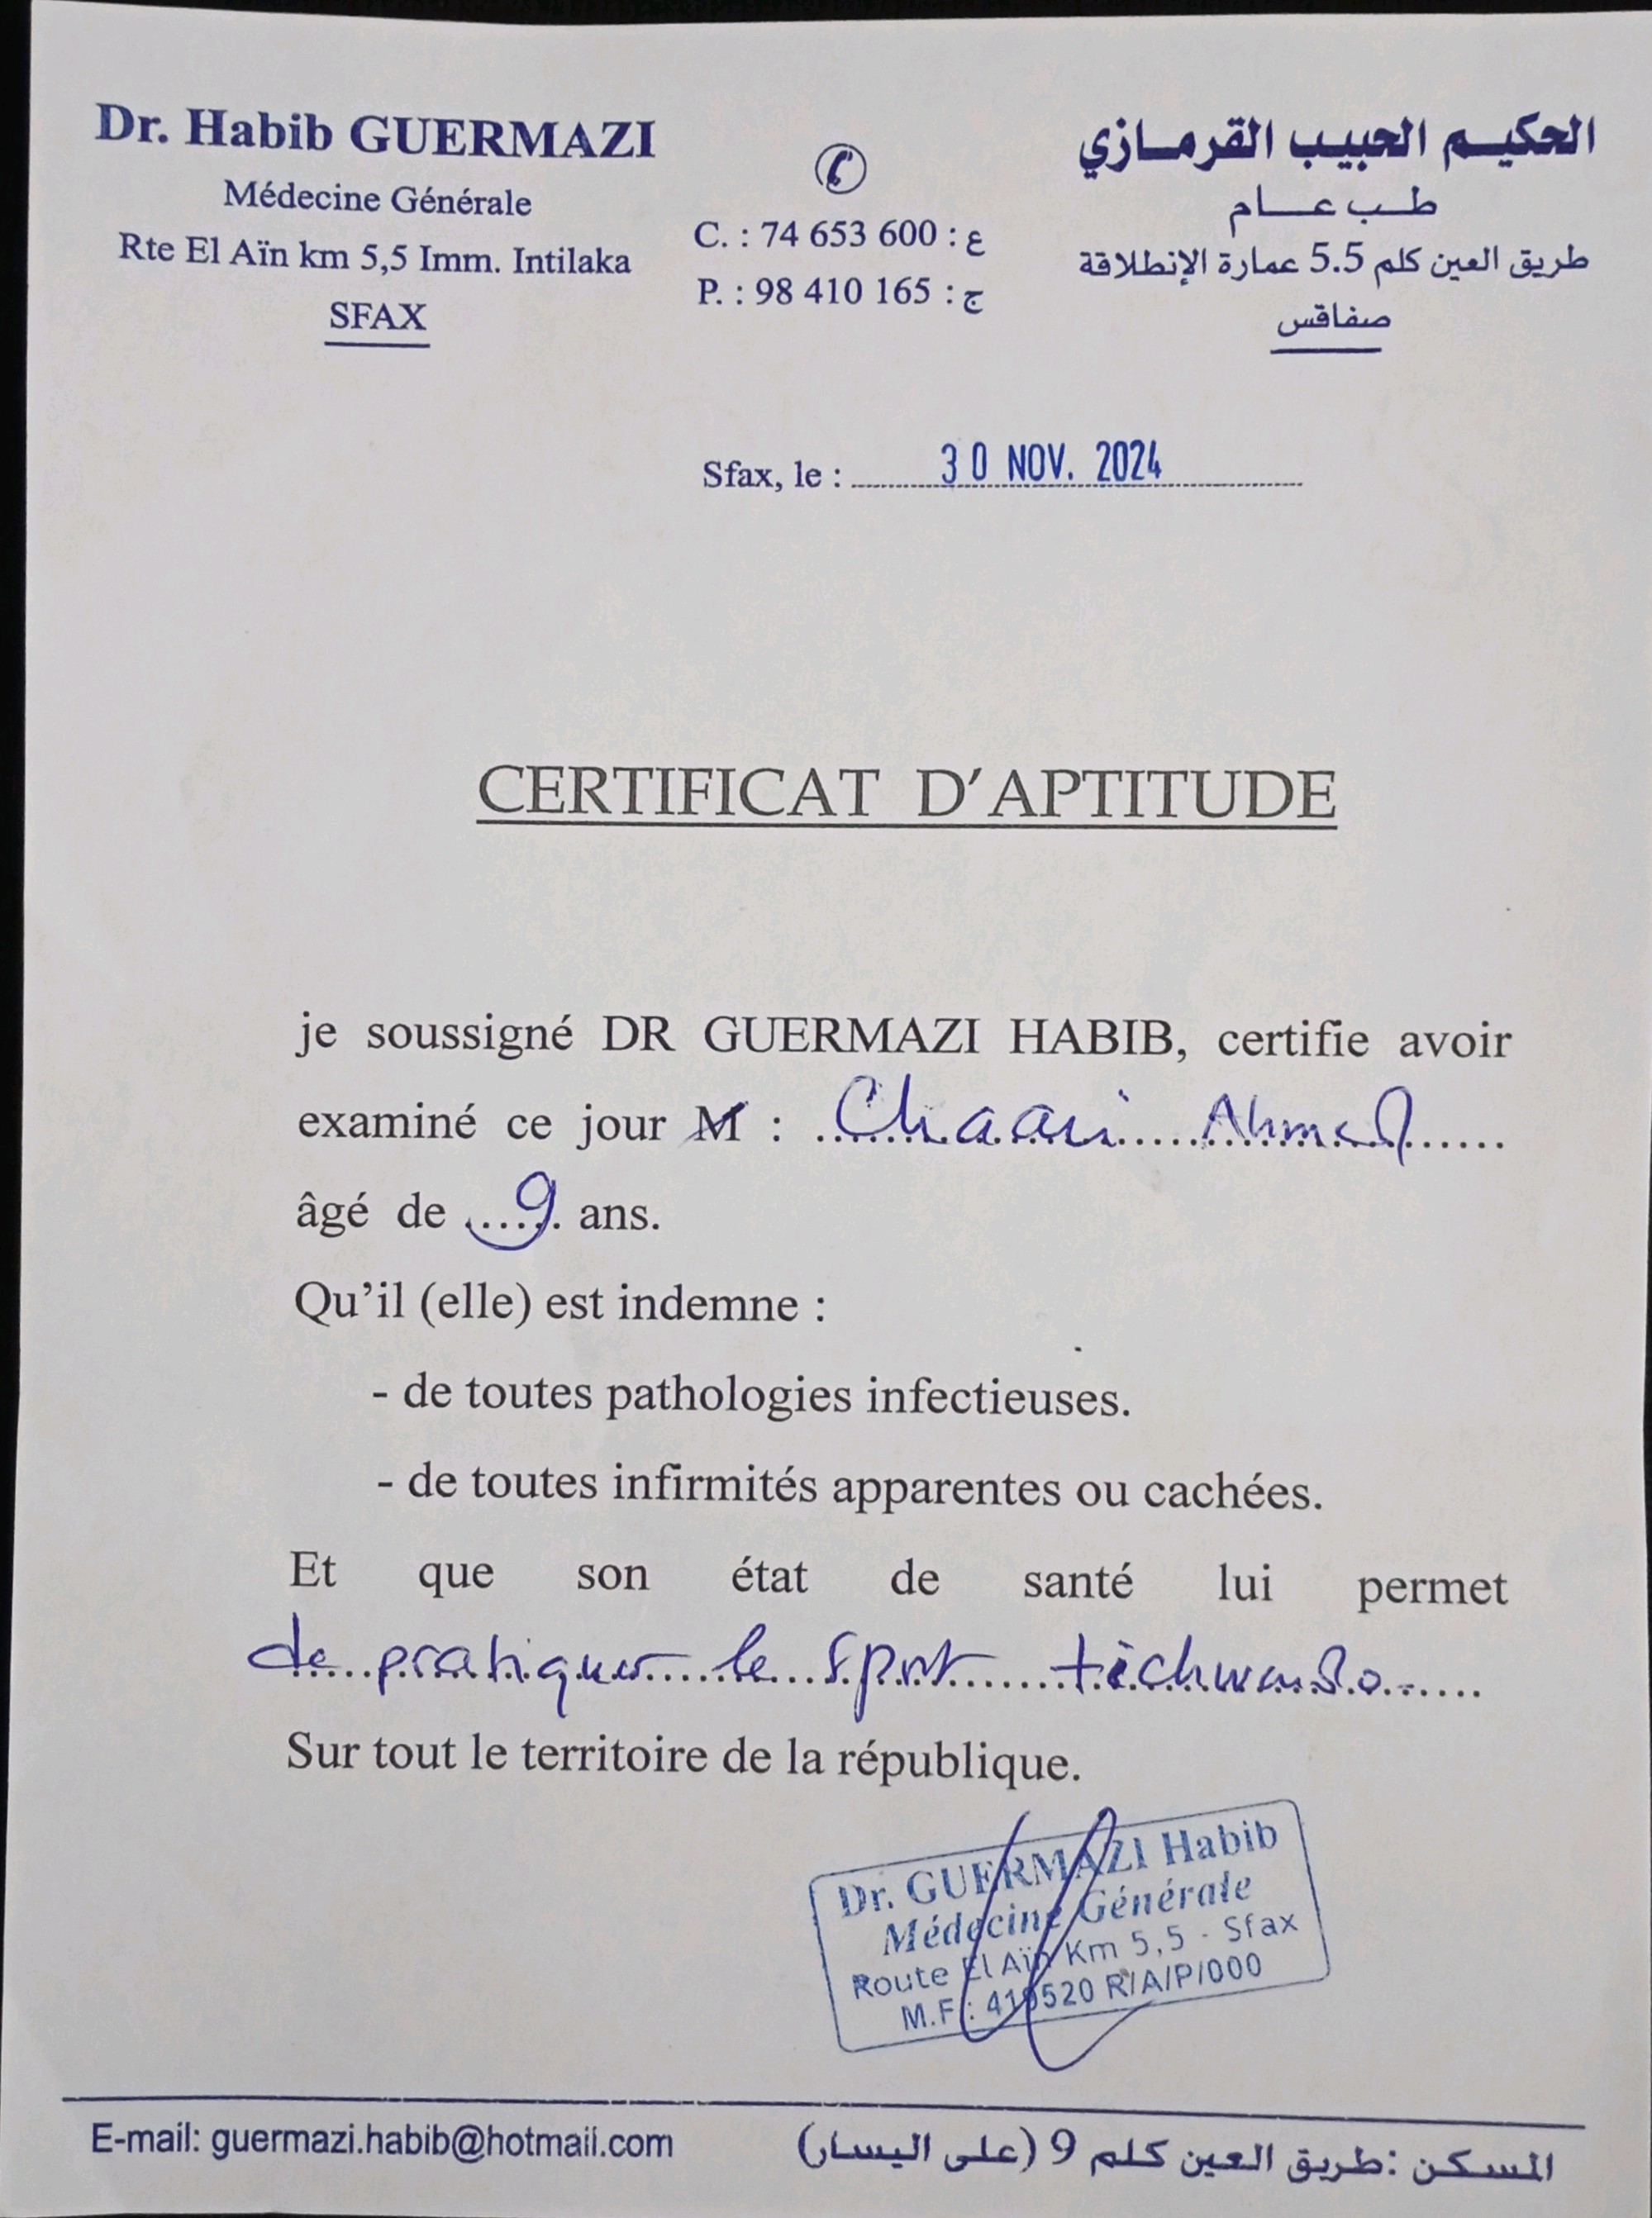 Dr. Habib GUERMAZI
Médecine Générale
Rte El Aïn km 5,5 Imm. Intilaka
SFAX
C. : 74 653 600 : ع
P. : 98 410 165 : ج
الحكيم الحبيب القرمازي
طب عام
طريق العين كلم 5.5 عمارة الإنطلاقة
صفاقس
Sfax, le : 30 NOV. 2024
CERTIFICAT D'APTITUDE
je soussigné DR GUERMAZI HABIB, certifie avoir
examiné ce jour M : Chaari Ahmed
âgé de 9 ans.
Qu'il (elle) est indemne :
- de toutes pathologies infectieuses.
- de toutes infirmités apparentes ou cachées.
Et que son état de santé lui permet
de pratiquer le sport tèchwendo
Sur tout le territoire de la république.
Dr. GUERMAZI Habib
Médecine Générale
Route El Aïn Km 5,5 - Sfax
M.F : 419520 R/A/P/000
E-mail: guermazi.habib@hotmail.com
المسكن :طريق العين كلم 9 (على اليسار)